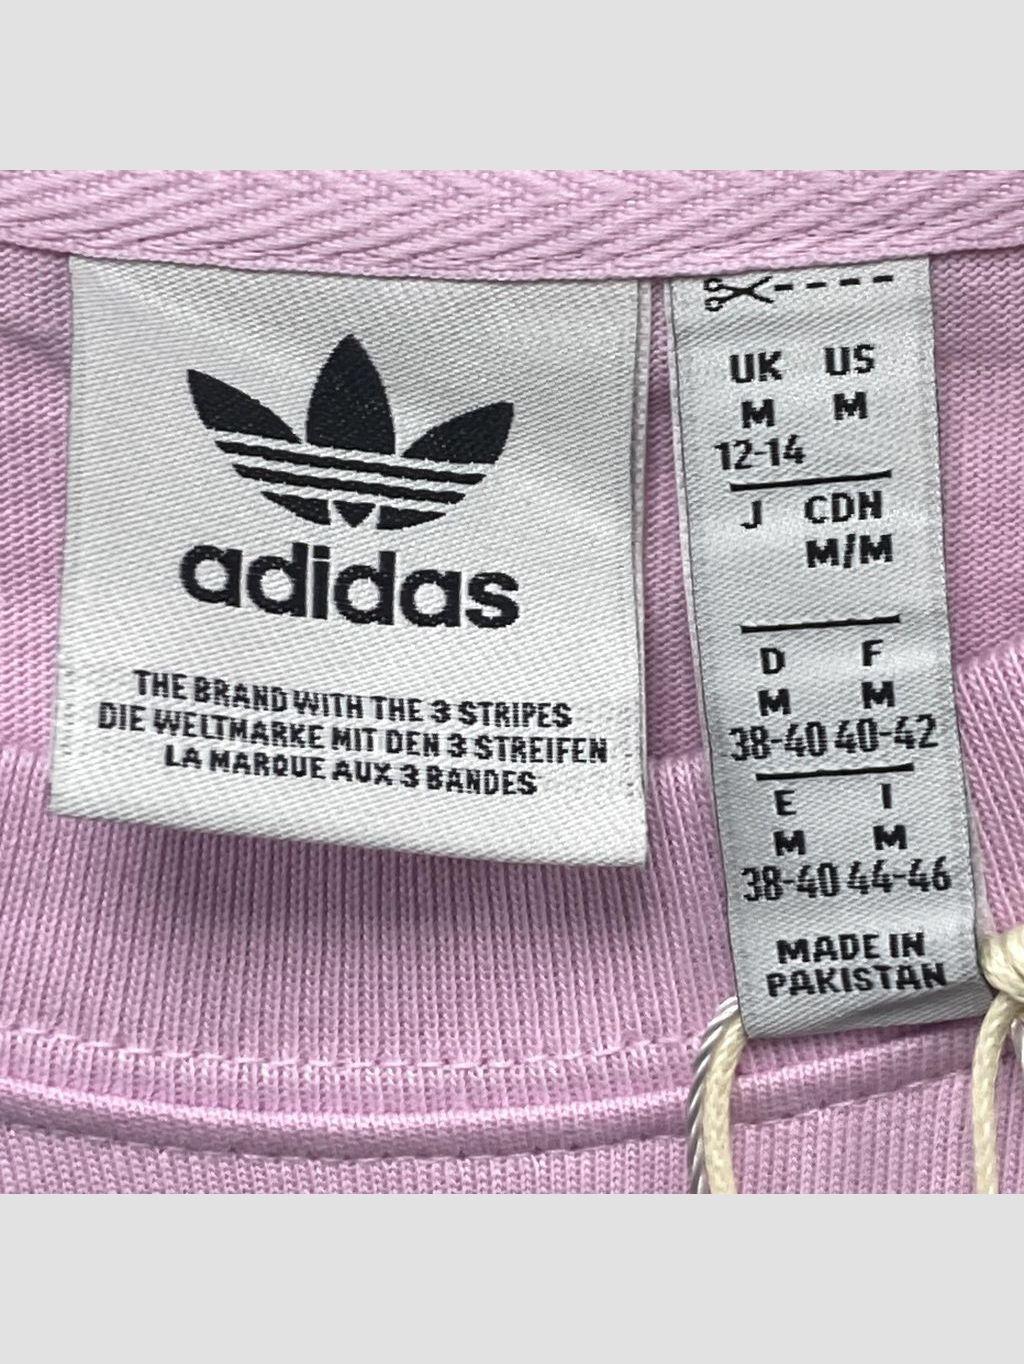 adidas
THE BRAND WITH THE 3 STRIPES
DIE WELTMARKE MIT DEN 3 STREIFEN
LA MARQUE AUX 3 BANDES
UK US
M M
12-14
J CDN
M/M
D F
M M
38-40 40-42
E I
M M
38-40 44-46
MADE IN
PAKISTAN